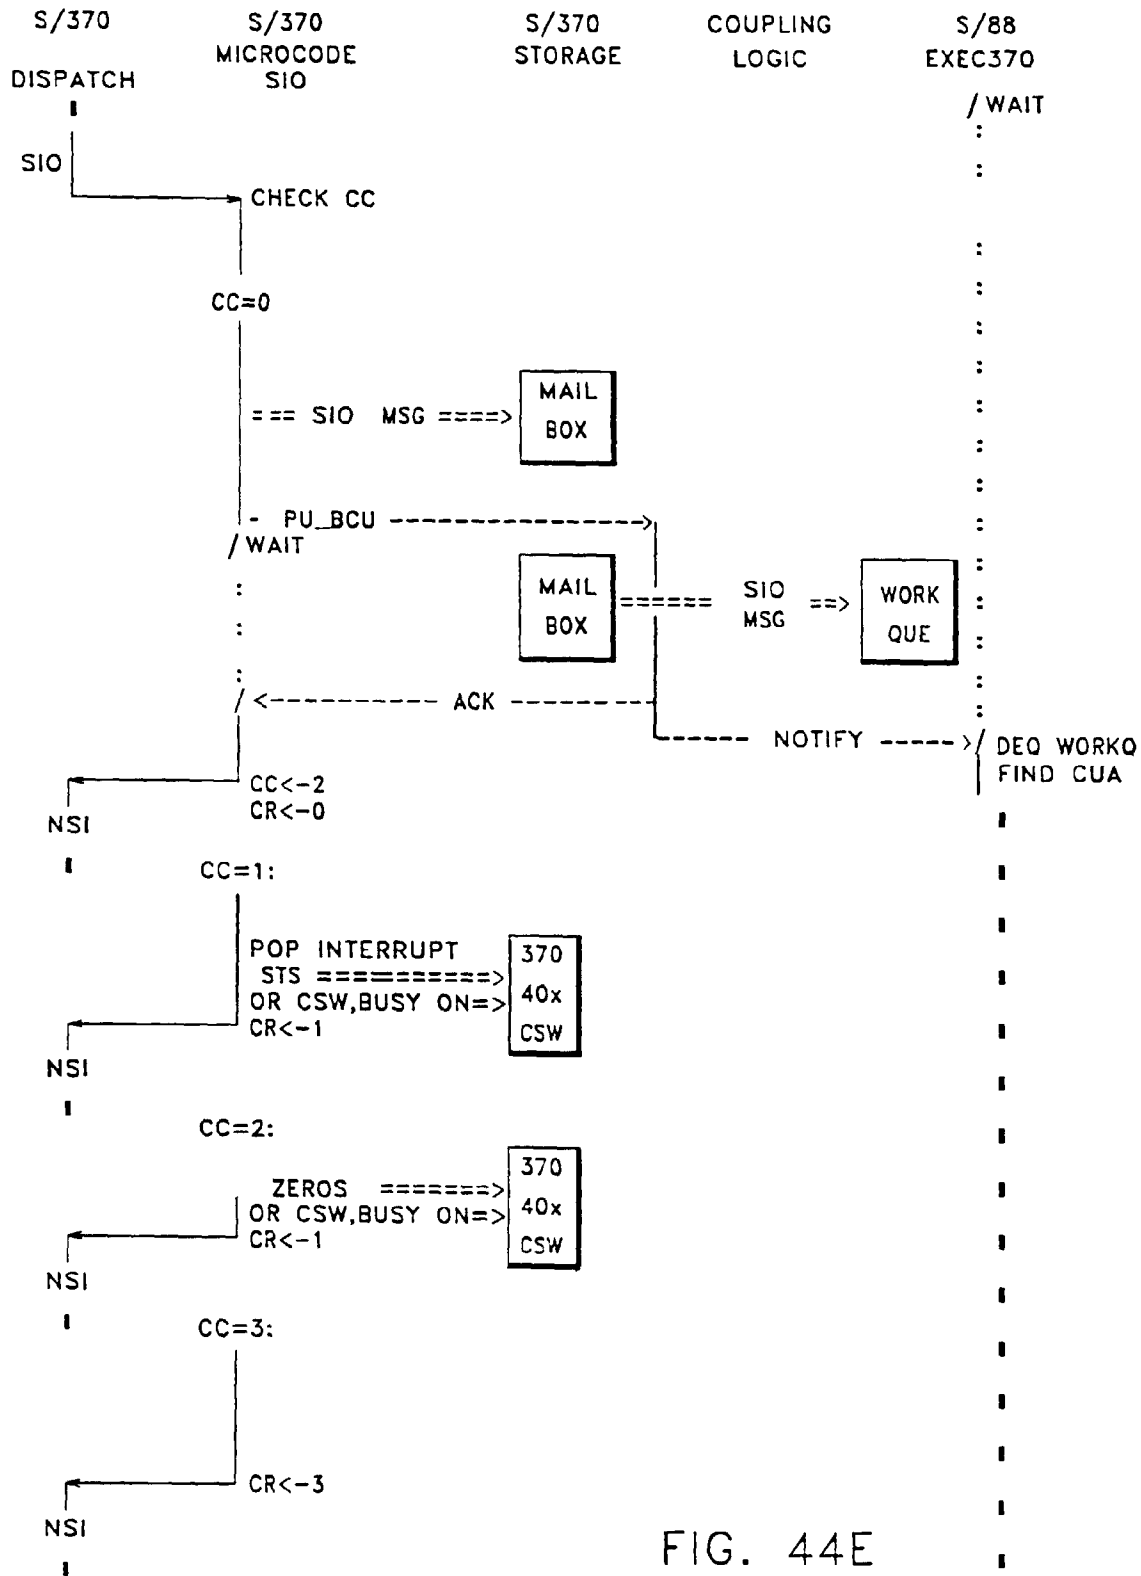 S/370 S/370 S/370 COUPLING S/88
MICROCODE STORAGE LOGIC EXEC370
DISPATCH SIO
/WAIT
SIO
CHECK CC
CC=0
MAIL
=== SIO MSG ====>
BOX
- PU_BCU ---------------->
/WAIT
MAIL ====== SIO ==> WORK
BOX MSG QUE
/ <-------- ACK --------
----- NOTIFY -----> / DEQ WORKQ
FIND CUA
CC<-2
CR<-0
NSI
CC=1:
POP INTERRUPT 370
STS ===========>
OR CSW,BUSY ON=> 40x
CR<-1 CSW
NSI
CC=2:
370
ZEROS =======>
OR CSW,BUSY ON=> 40x
CR<-1 CSW
NSI
CC=3:
CR<-3
NSI
FIG. 44E